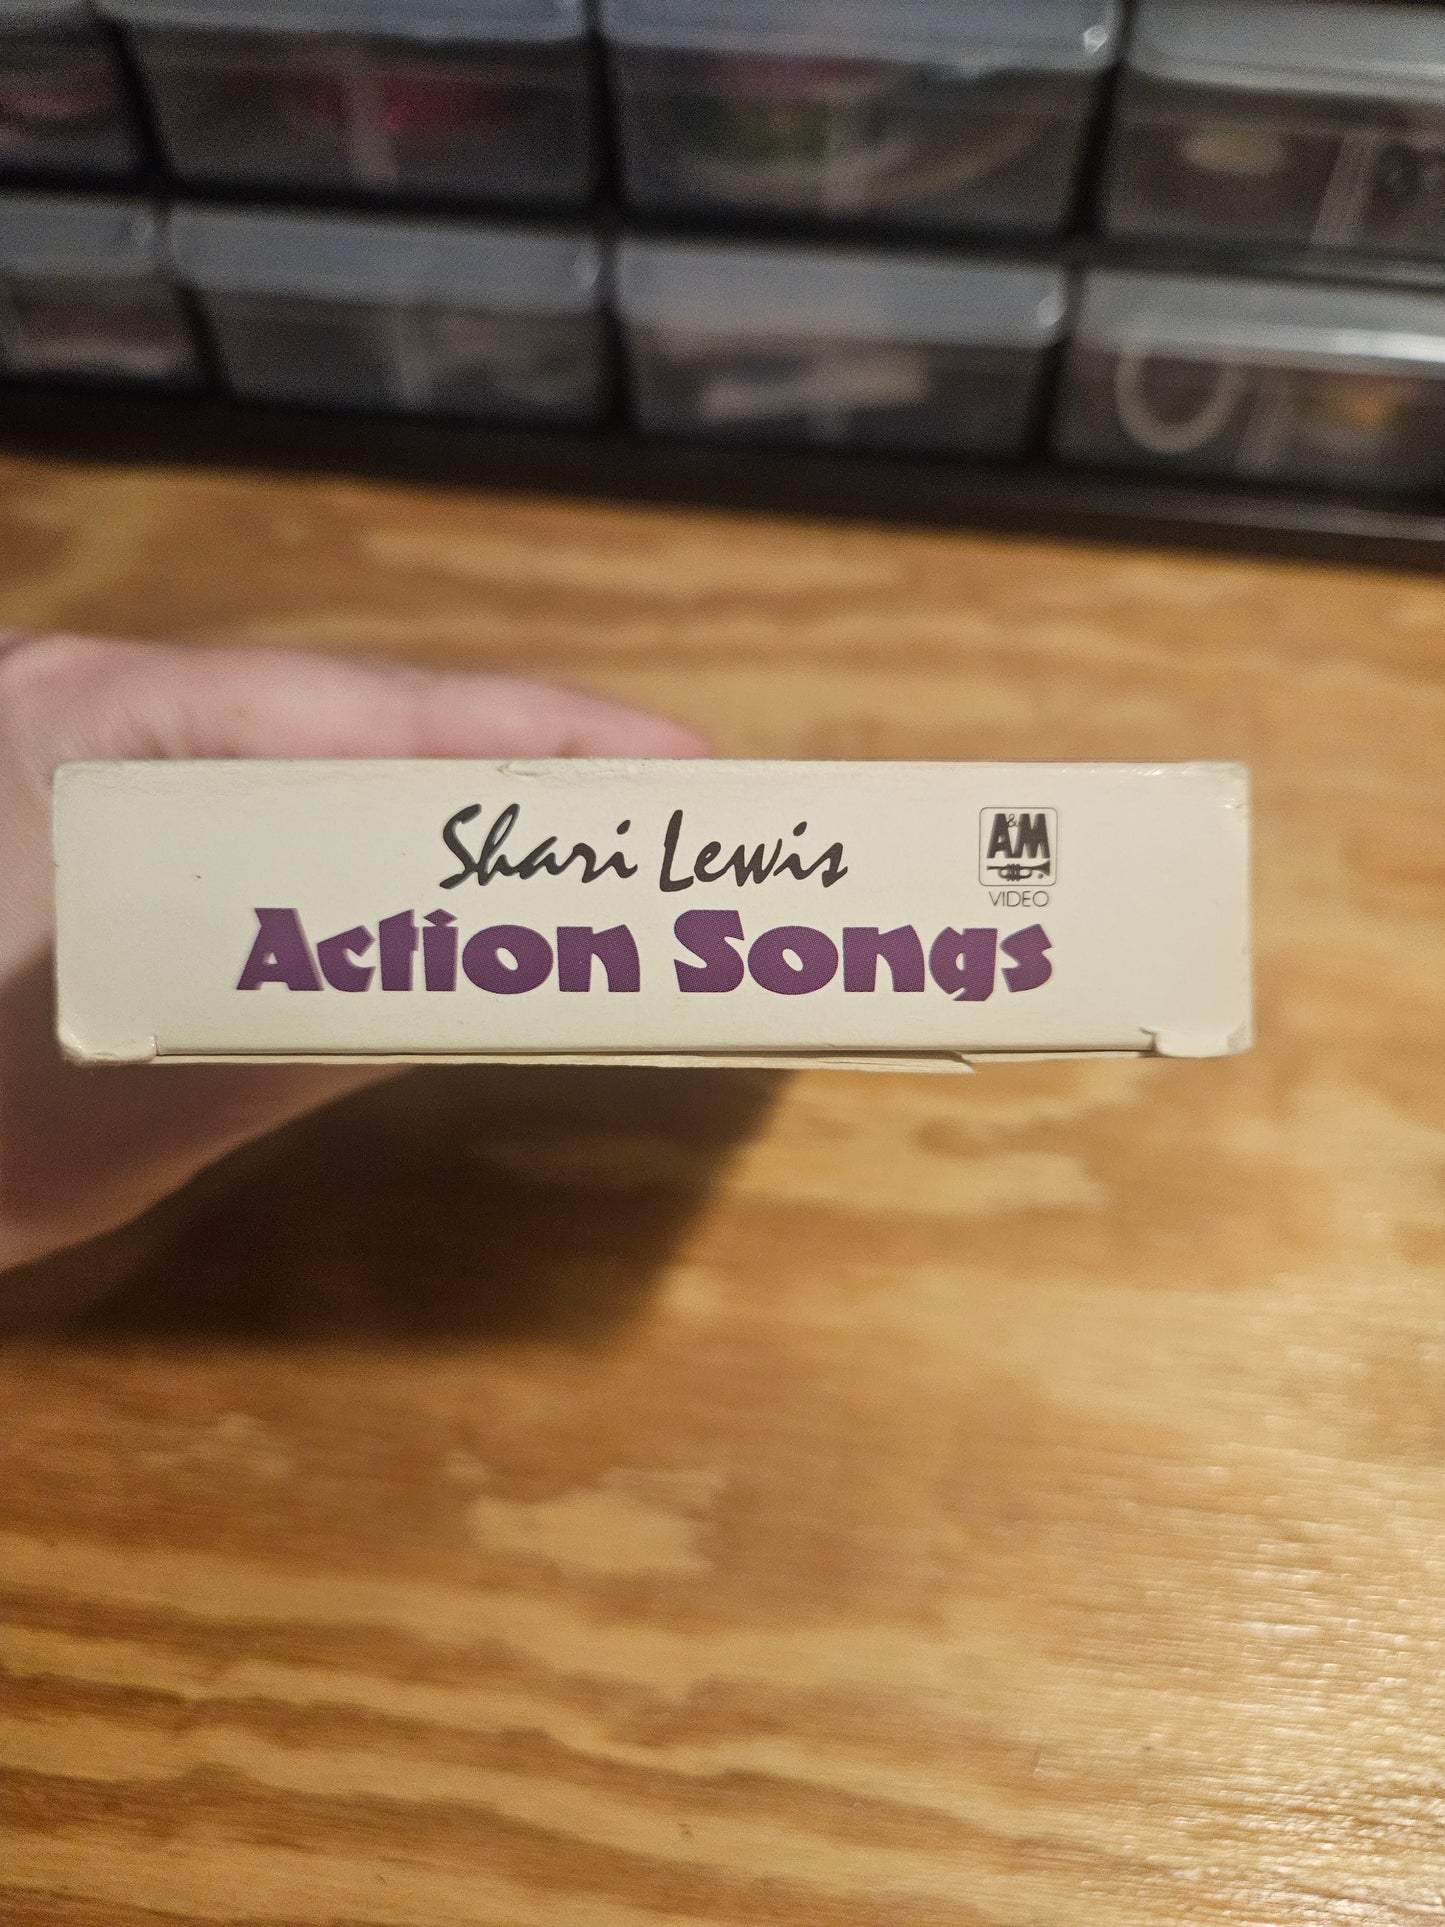 Shari Lewis
A&M
VIDEO
Action Songs